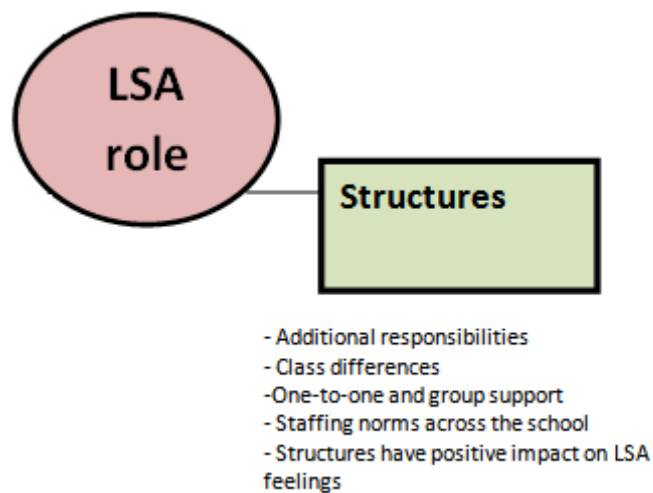 LSA
role
Structures
- Additional responsibilities
- Class differences
-One-to-one and group support
- Staffing norms across the school
- Structures have positive impact on LSA
feelings